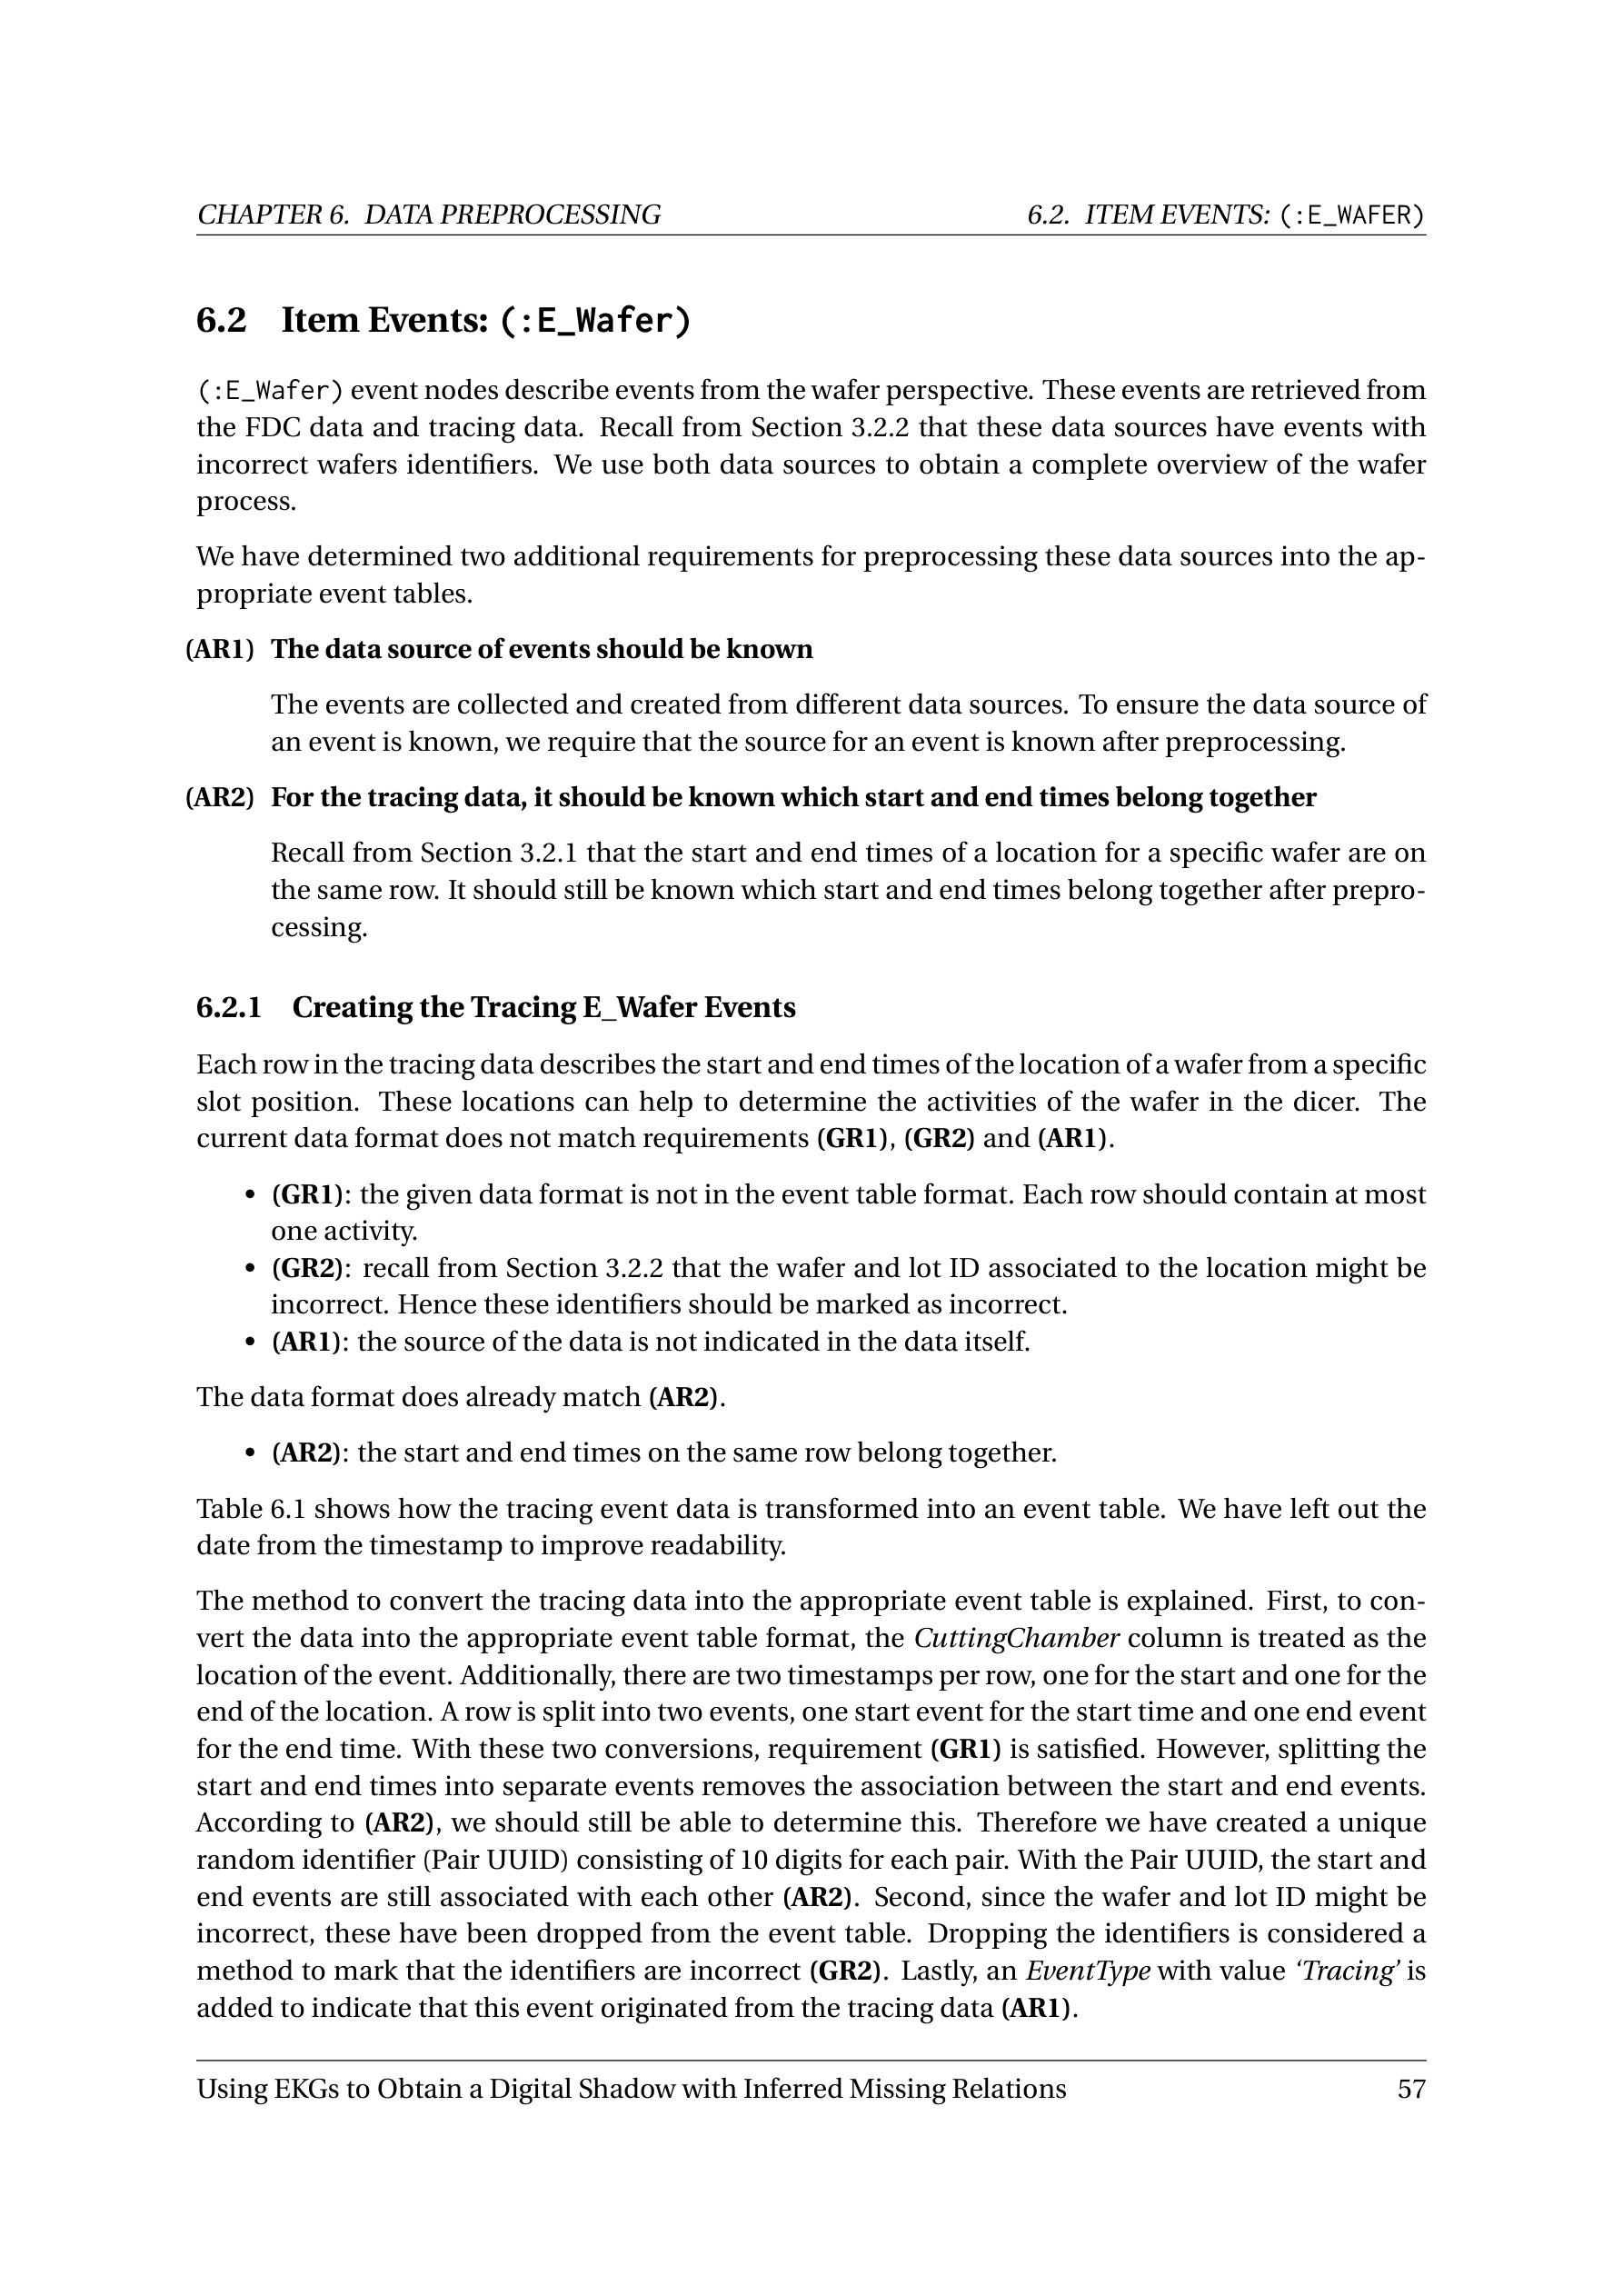 CHAPTER 6. DATA PREPROCESSING 6.2. ITEM EVENTS: (:E_WAFER)
6.2 Item Events: (:E_Wafer)
(:E_Wafer) event nodes describe events from the wafer perspective. These events are retrieved from
the FDC data and tracing data. Recall from Section 3.2.2 that these data sources have events with
incorrect wafers identifiers. We use both data sources to obtain a complete overview of the wafer
process.
We have determined two additional requirements for preprocessing these data sources into the ap-
propriate event tables.
(AR1) The data source of events should be known
The events are collected and created from different data sources. To ensure the data source of
an event is known, we require that the source for an event is known after preprocessing.
(AR2) For the tracing data, it should be known which start and end times belong together
Recall from Section 3.2.1 that the start and end times of a location for a specific wafer are on
the same row. It should still be known which start and end times belong together after prepro-
cessing.
6.2.1 Creating the Tracing E_Wafer Events
Each row in the tracing data describes the start and end times of the location of a wafer from a specific
slot position. These locations can help to determine the activities of the wafer in the dicer. The
current data format does not match requirements (GR1), (GR2) and (AR1).
• (GR1): the given data format is not in the event table format. Each row should contain at most
one activity.
• (GR2): recall from Section 3.2.2 that the wafer and lot ID associated to the location might be
incorrect. Hence these identifiers should be marked as incorrect.
• (AR1): the source of the data is not indicated in the data itself.
The data format does already match (AR2).
• (AR2): the start and end times on the same row belong together.
Table 6.1 shows how the tracing event data is transformed into an event table. We have left out the
date from the timestamp to improve readability.
The method to convert the tracing data into the appropriate event table is explained. First, to con-
vert the data into the appropriate event table format, the CuttingChamber column is treated as the
location of the event. Additionally, there are two timestamps per row, one for the start and one for the
end of the location. A row is split into two events, one start event for the start time and one end event
for the end time. With these two conversions, requirement (GR1) is satisfied. However, splitting the
start and end times into separate events removes the association between the start and end events.
According to (AR2), we should still be able to determine this. Therefore we have created a unique
random identifier (Pair UUID) consisting of 10 digits for each pair. With the Pair UUID, the start and
end events are still associated with each other (AR2). Second, since the wafer and lot ID might be
incorrect, these have been dropped from the event table. Dropping the identifiers is considered a
method to mark that the identifiers are incorrect (GR2). Lastly, an EventType with value ‘Tracing’ is
added to indicate that this event originated from the tracing data (AR1).
Using EKGs to Obtain a Digital Shadow with Inferred Missing Relations 57